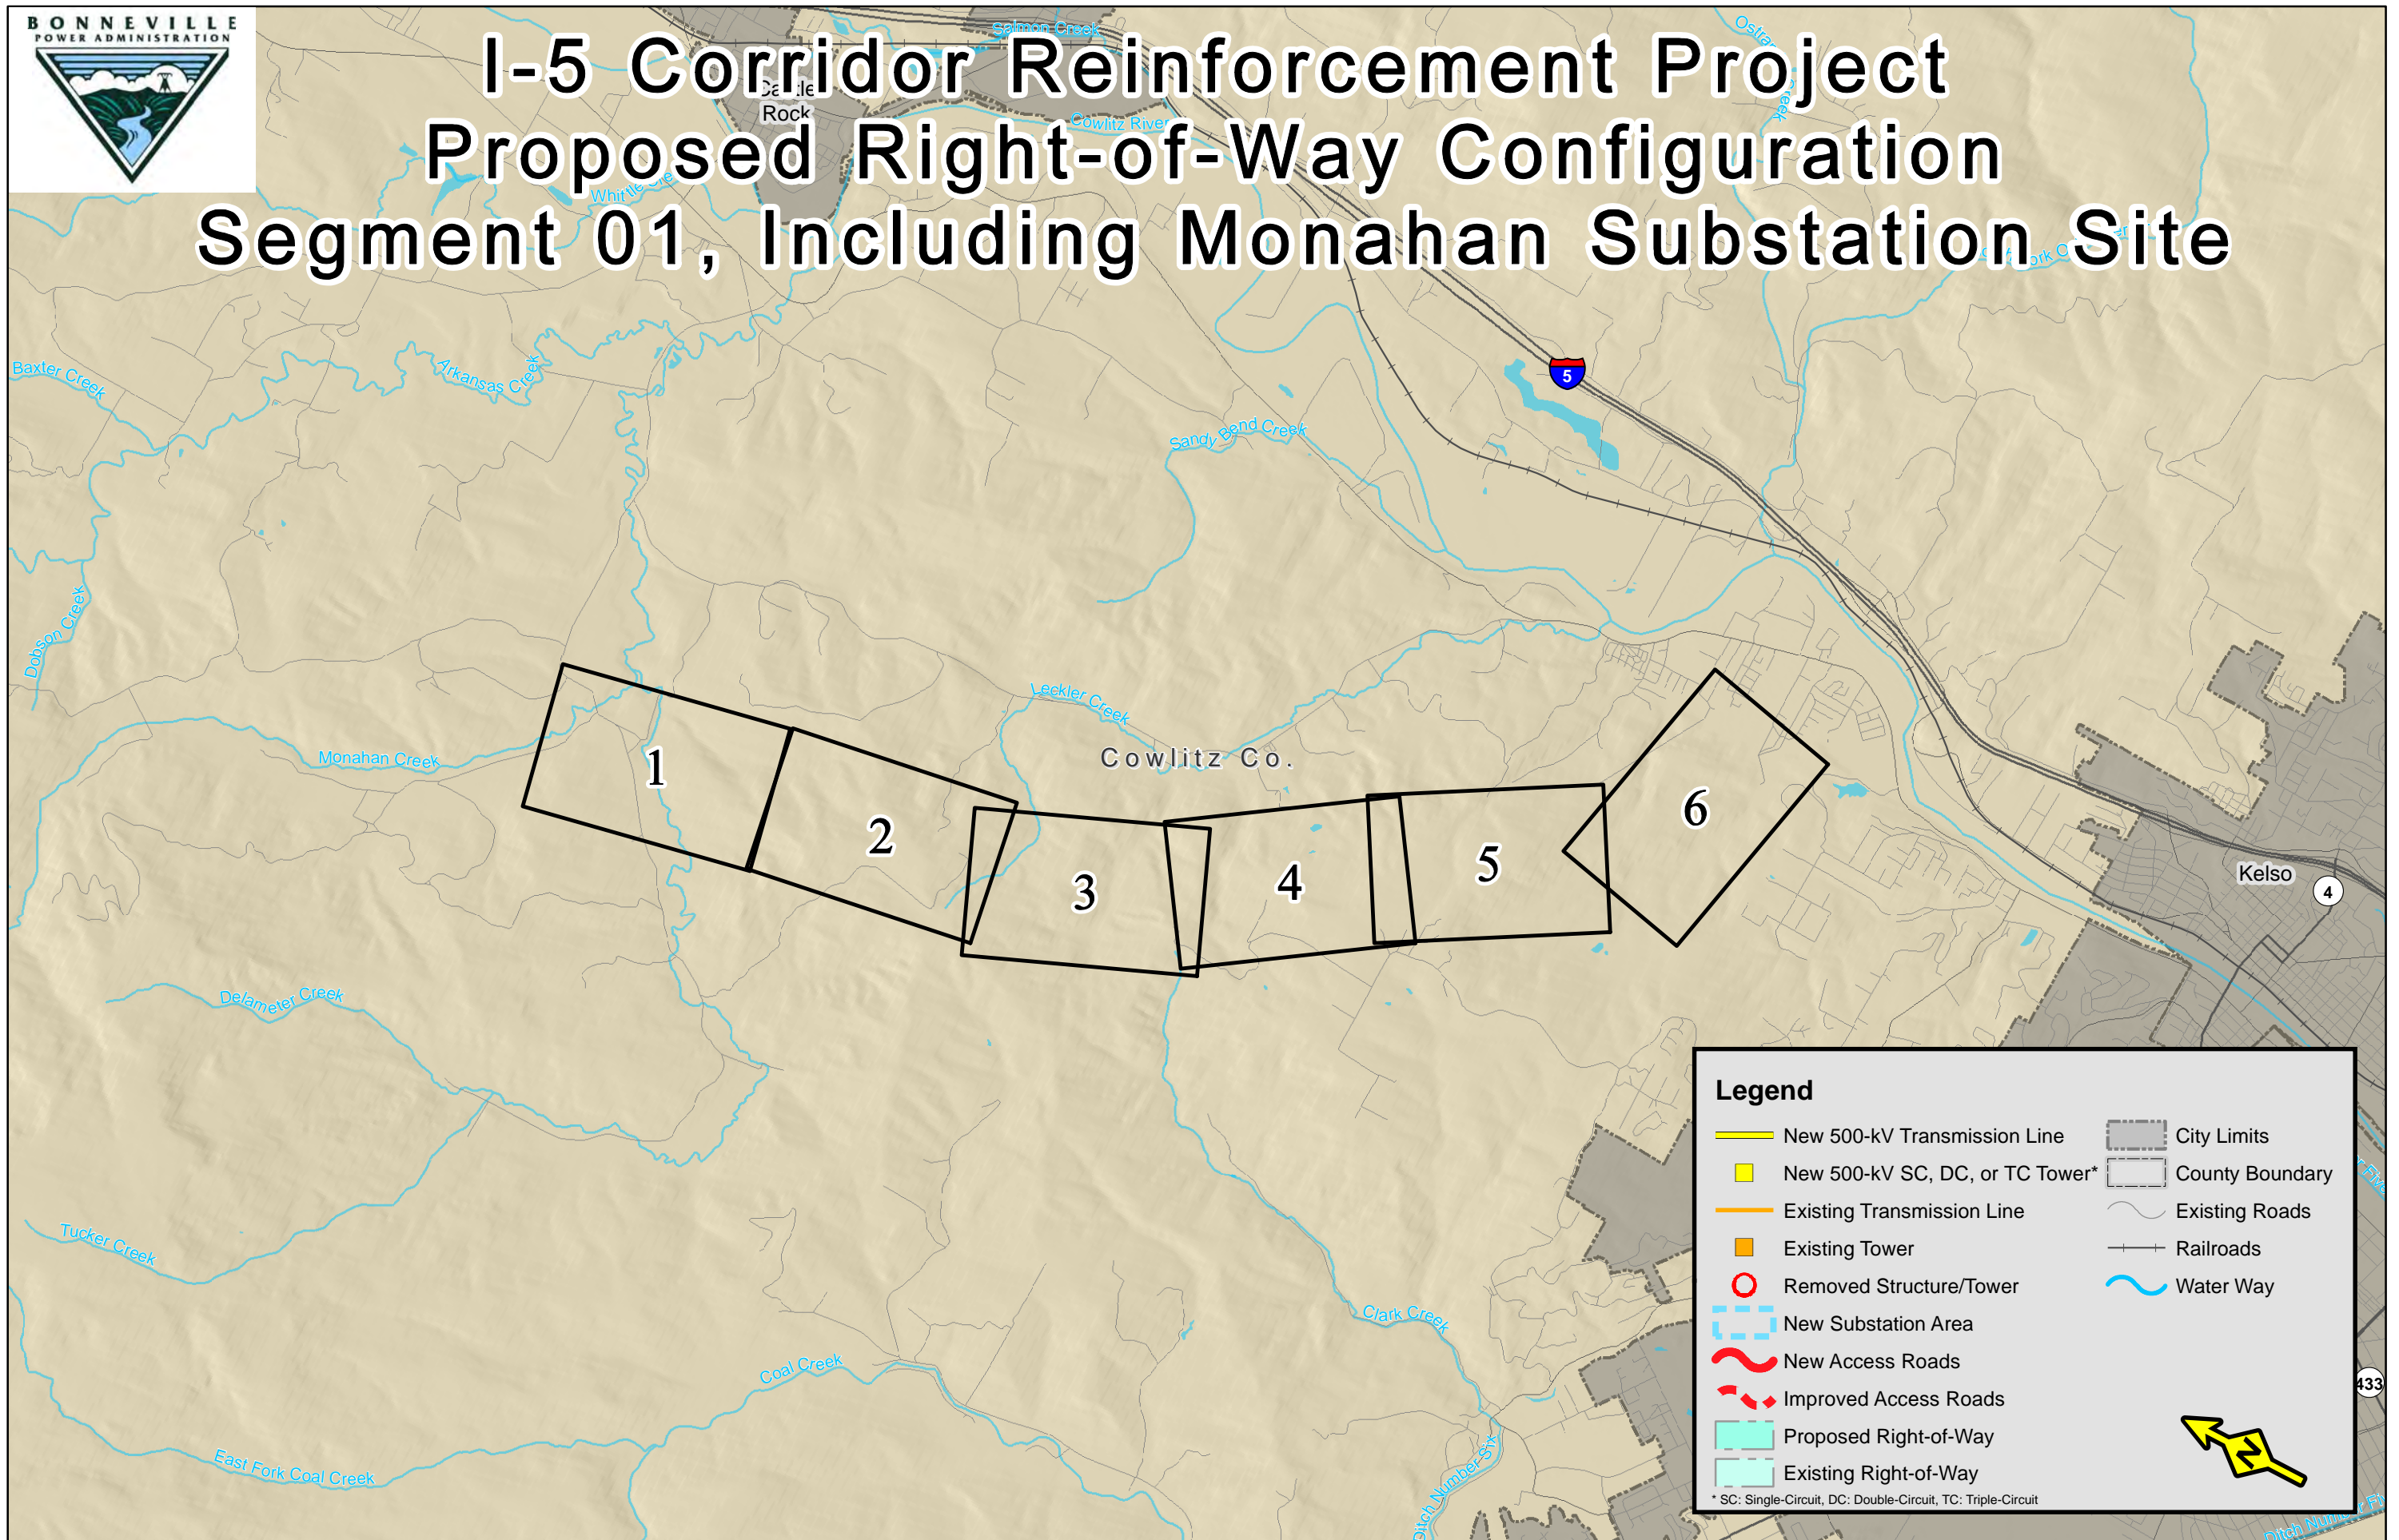 BONNEVILLE
POWER ADMINISTRATION
I-5 Corridor Reinforcement Project
Proposed Right-of-Way Configuration
Segment 01, Including Monahan Substation Site
Salmon Creek
Castle
Rock
Cowlitz River
Baxter Creek
Arkansas Creek
5
Sandy Bend Creek
Dobson Creek
Leckler Creek
Monahan Creek
Cowlitz Co.
1
2
3
4
5
6
Kelso
4
Delameter Creek
Tucker Creek
Clark Creek
Coal Creek
East Fork Coal Creek
Ditch Number Six
433
Legend
New 500-kV Transmission Line
New 500-kV SC, DC, or TC Tower*
Existing Transmission Line
Existing Tower
Removed Structure/Tower
New Substation Area
New Access Roads
Improved Access Roads
Proposed Right-of-Way
Existing Right-of-Way
City Limits
County Boundary
Existing Roads
Railroads
Water Way
N
* SC: Single-Circuit, DC: Double-Circuit, TC: Triple-Circuit